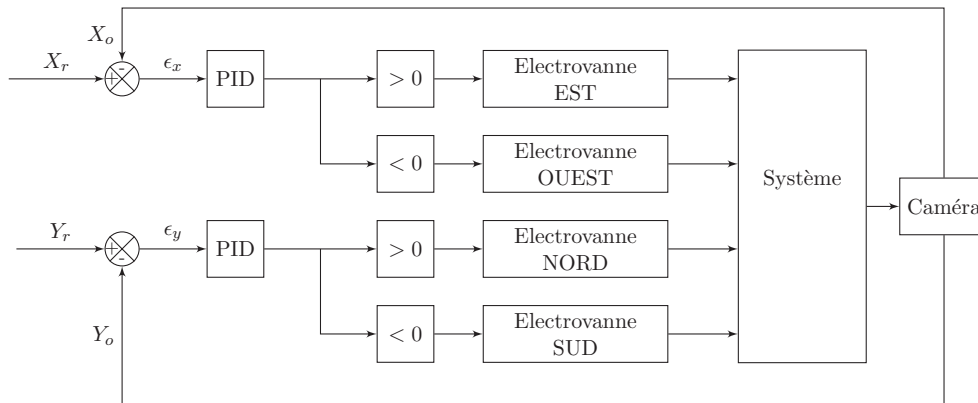 X_o
X_r
+
-
ϵ_x
PID
> 0
Electrovanne
EST
< 0
Electrovanne
OUEST
Système
Caméra
Y_r
+
-
ϵ_y
PID
> 0
Electrovanne
NORD
< 0
Electrovanne
SUD
Y_o